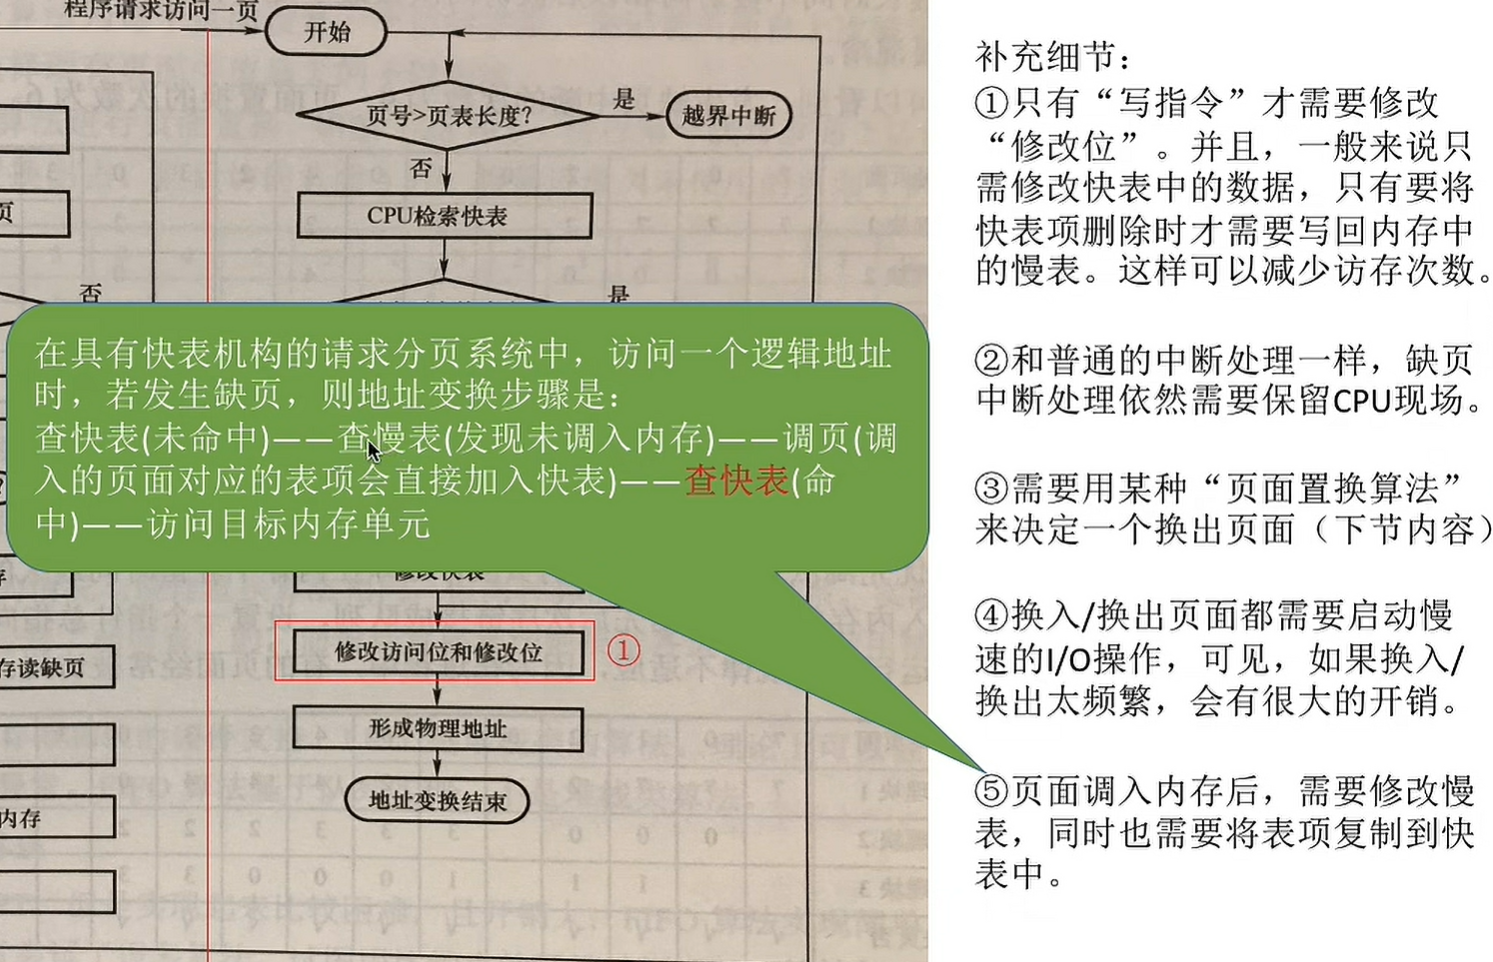 程序请求访问一页
开始
页号>页表长度?
是
越界中断
否
CPU检索快表
页
否
是
在具有快表机构的请求分页系统中，访问一个逻辑地址
时，若发生缺页，则地址变换步骤是：
查快表(未命中)——查慢表(发现未调入内存)——调页(调
入的页面对应的表项会直接加入快表)——查快表(命
中)——访问目标内存单元
修改快表
修改访问位和修改位
①
存读缺页
形成物理地址
地址变换结束
内存
补充细节：
①只有“写指令”才需要修改
“修改位”。并且，一般来说只
需修改快表中的数据，只有要将
快表项删除时才需要写回内存中
的慢表。这样可以减少访存次数。
②和普通的中断处理一样，缺页
中断处理依然需要保留CPU现场。
③需要用某种“页面置换算法”
来决定一个换出页面（下节内容）
④换入/换出页面都需要启动慢
速的I/O操作，可见，如果换入/
换出太频繁，会有很大的开销。
⑤页面调入内存后，需要修改慢
表，同时也需要将表项复制到快
表中。